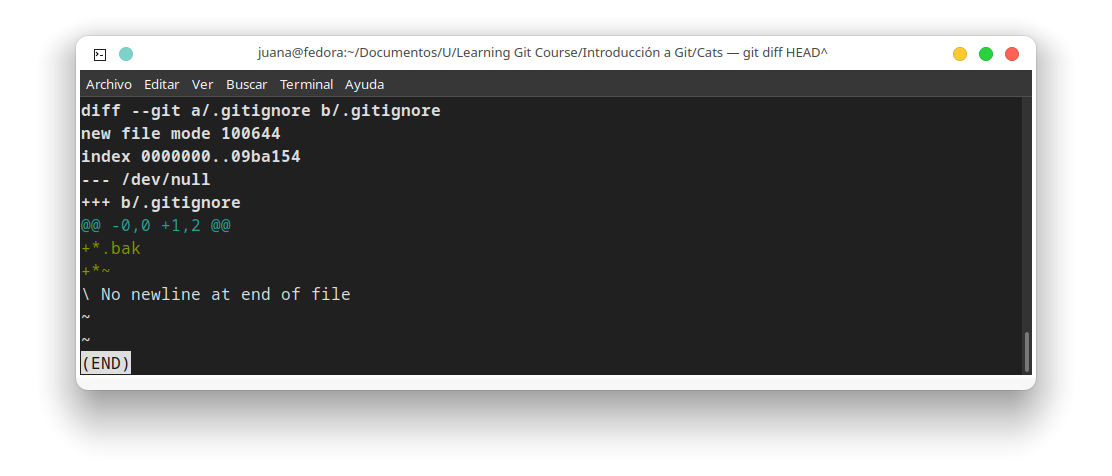 juana@fedora:~/Documentos/U/Learning Git Course/Introducción a Git/Cats — git diff HEAD^
Archivo Editar Ver Buscar Terminal Ayuda
diff --git a/.gitignore b/.gitignore
new file mode 100644
index 0000000..09ba154
--- /dev/null
+++ b/.gitignore
@@ -0,0 +1,2 @@
+*.bak
+*~
\ No newline at end of file
~
~
(END)